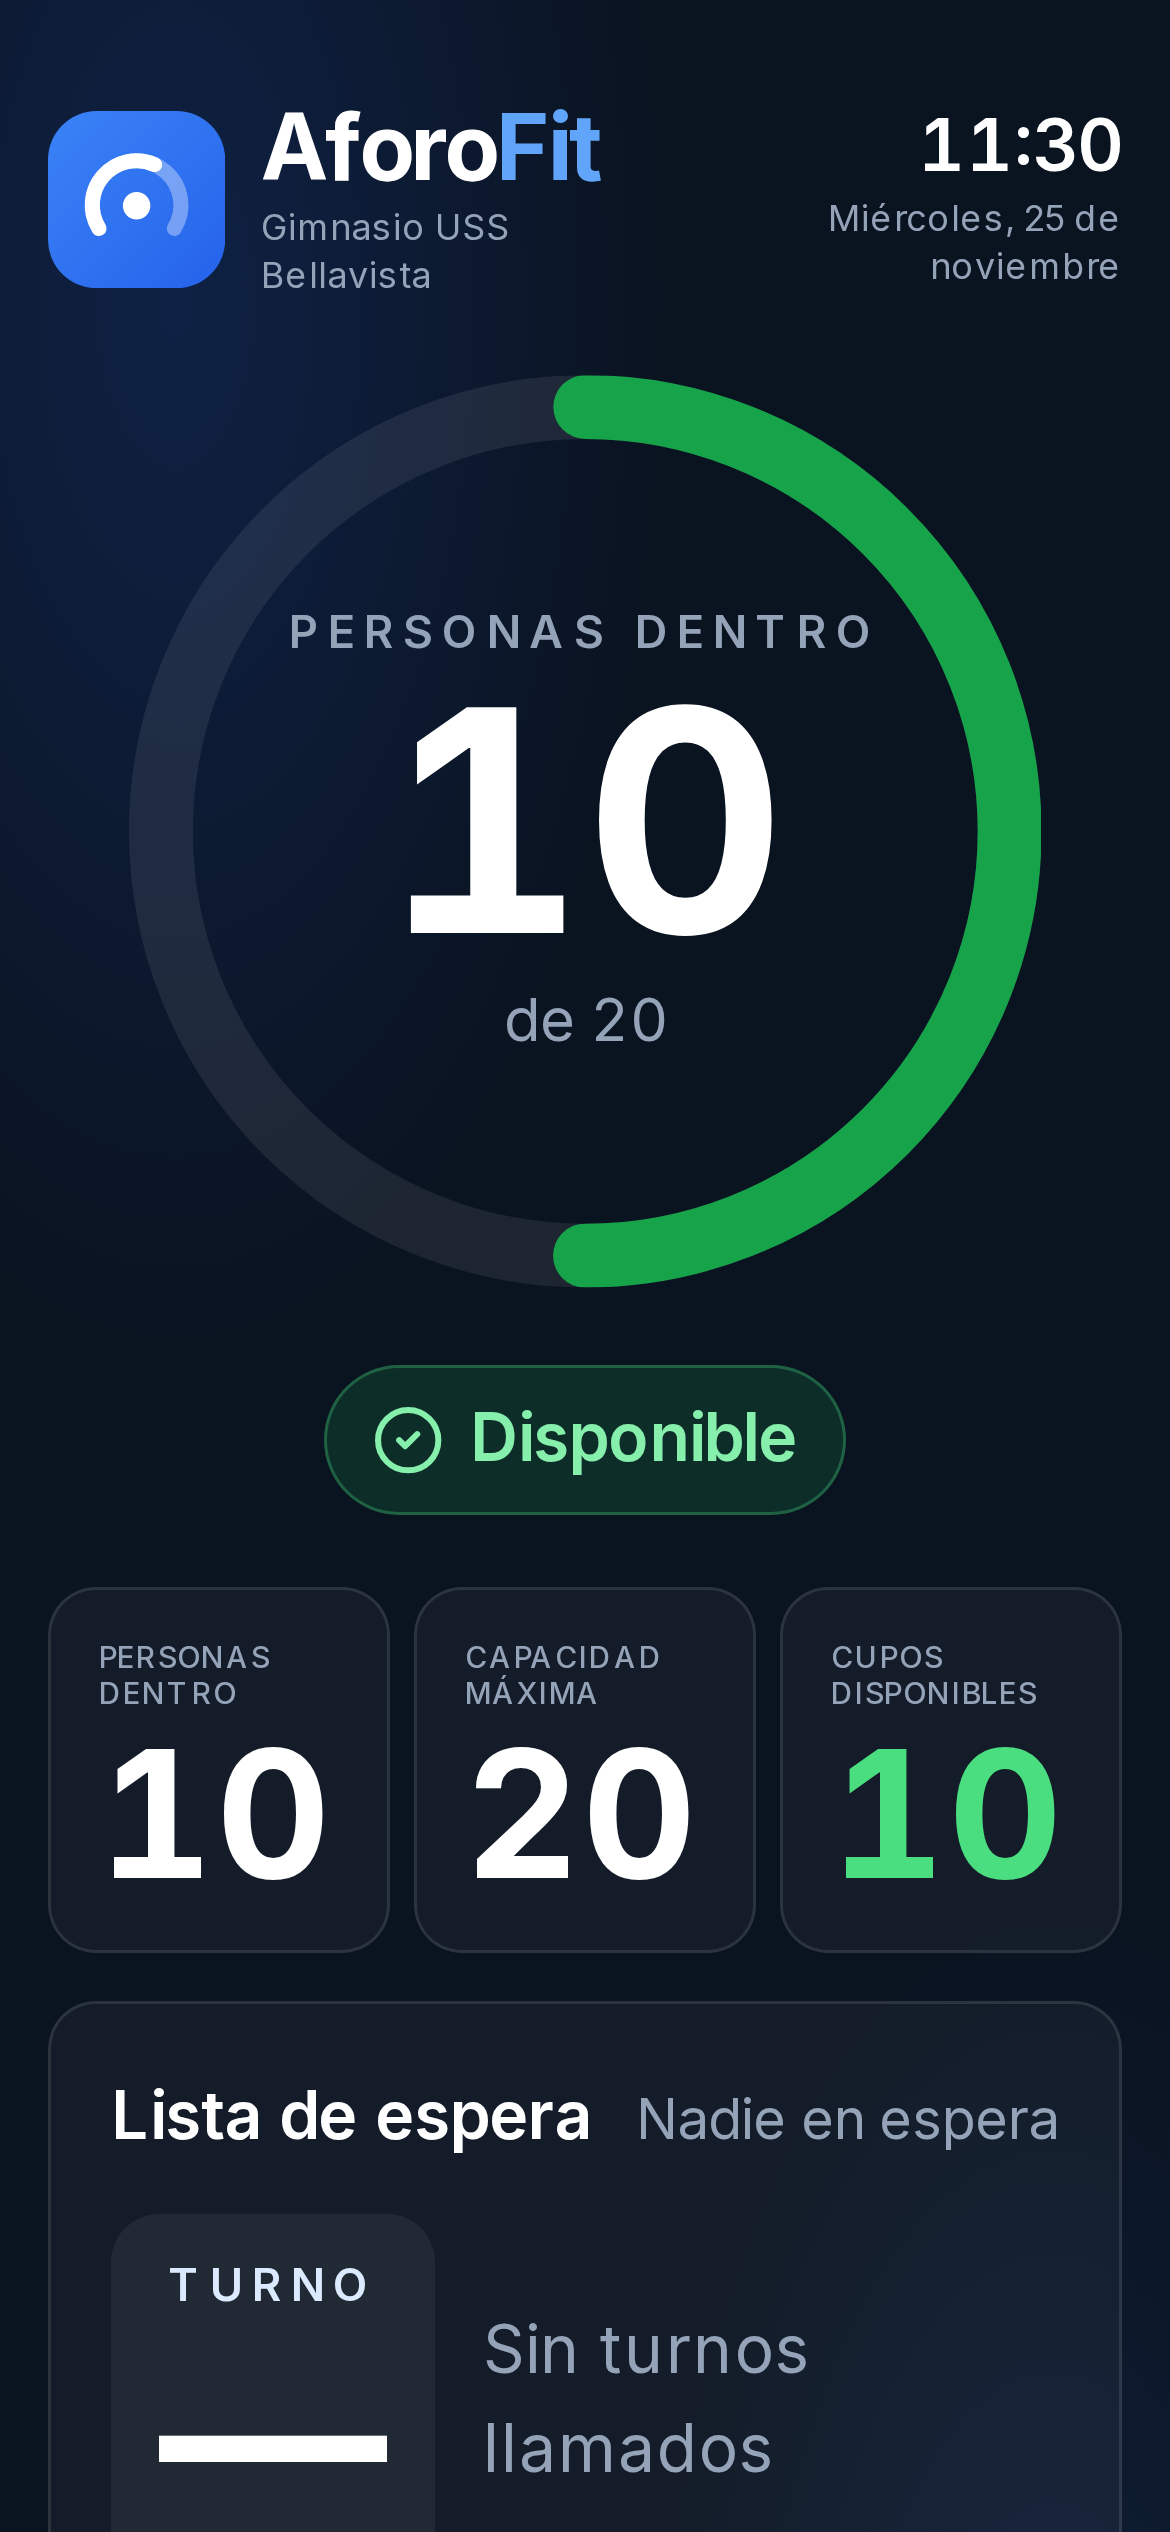 AforoFit
Gimnasio USS
Bellavista
11:30
Miércoles, 25 de
noviembre
PERSONAS DENTRO
10
de 20
Disponible
PERSONAS
DENTRO
10
CAPACIDAD
MÁXIMA
20
CUPOS
DISPONIBLES
10
Lista de espera
Nadie en espera
TURNO
—
Sin turnos
llamados